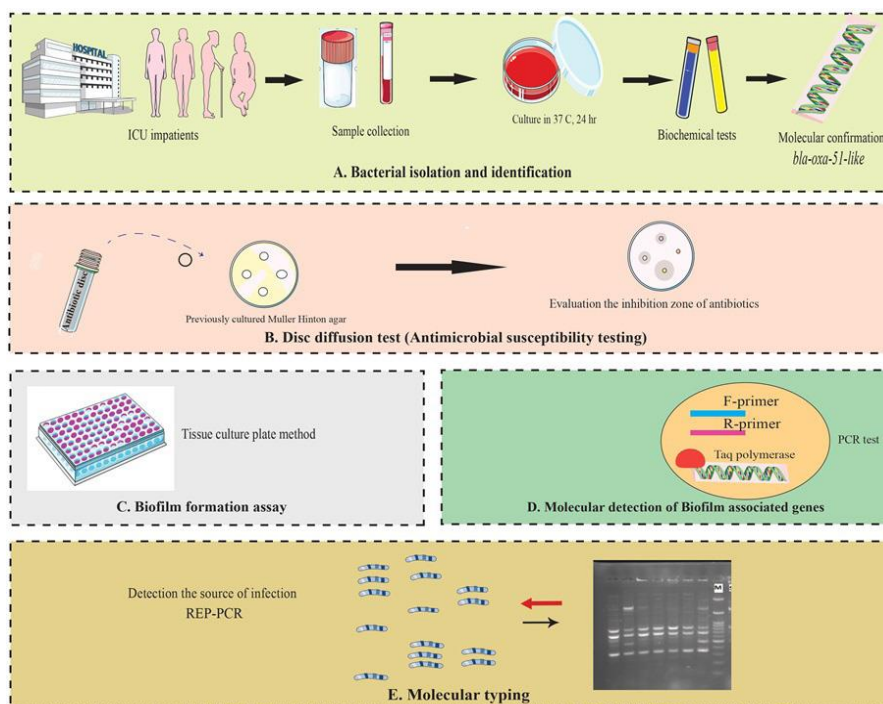 HOSPITAL
ICU impatients
Sample collection
Culture in 37 C, 24 hr
Biochemical tests
Molecular confirmation
bla-oxa-51-like
A. Bacterial isolation and identification
Antibiotic disc
Previously cultured Muller Hinton agar
Evaluation the inhibition zone of antibiotics
B. Disc diffusion test (Antimicrobial susceptibility testing)
Tissue culture plate method
C. Biofilm formation assay
F-primer
R-primer
Taq polymerase
PCR test
D. Molecular detection of Biofilm associated genes
Detection the source of infection
REP-PCR
M
E. Molecular typing